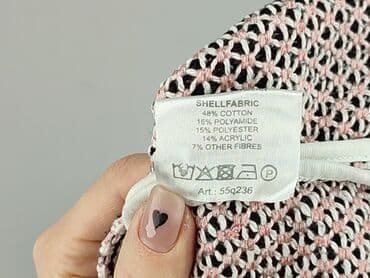 SHELLFABRIC
48% COTTON
16% POLYAMIDE
15% POLYESTER
14% ACRYLIC
7% OTHER FIBRES
P
Art.: 55q236